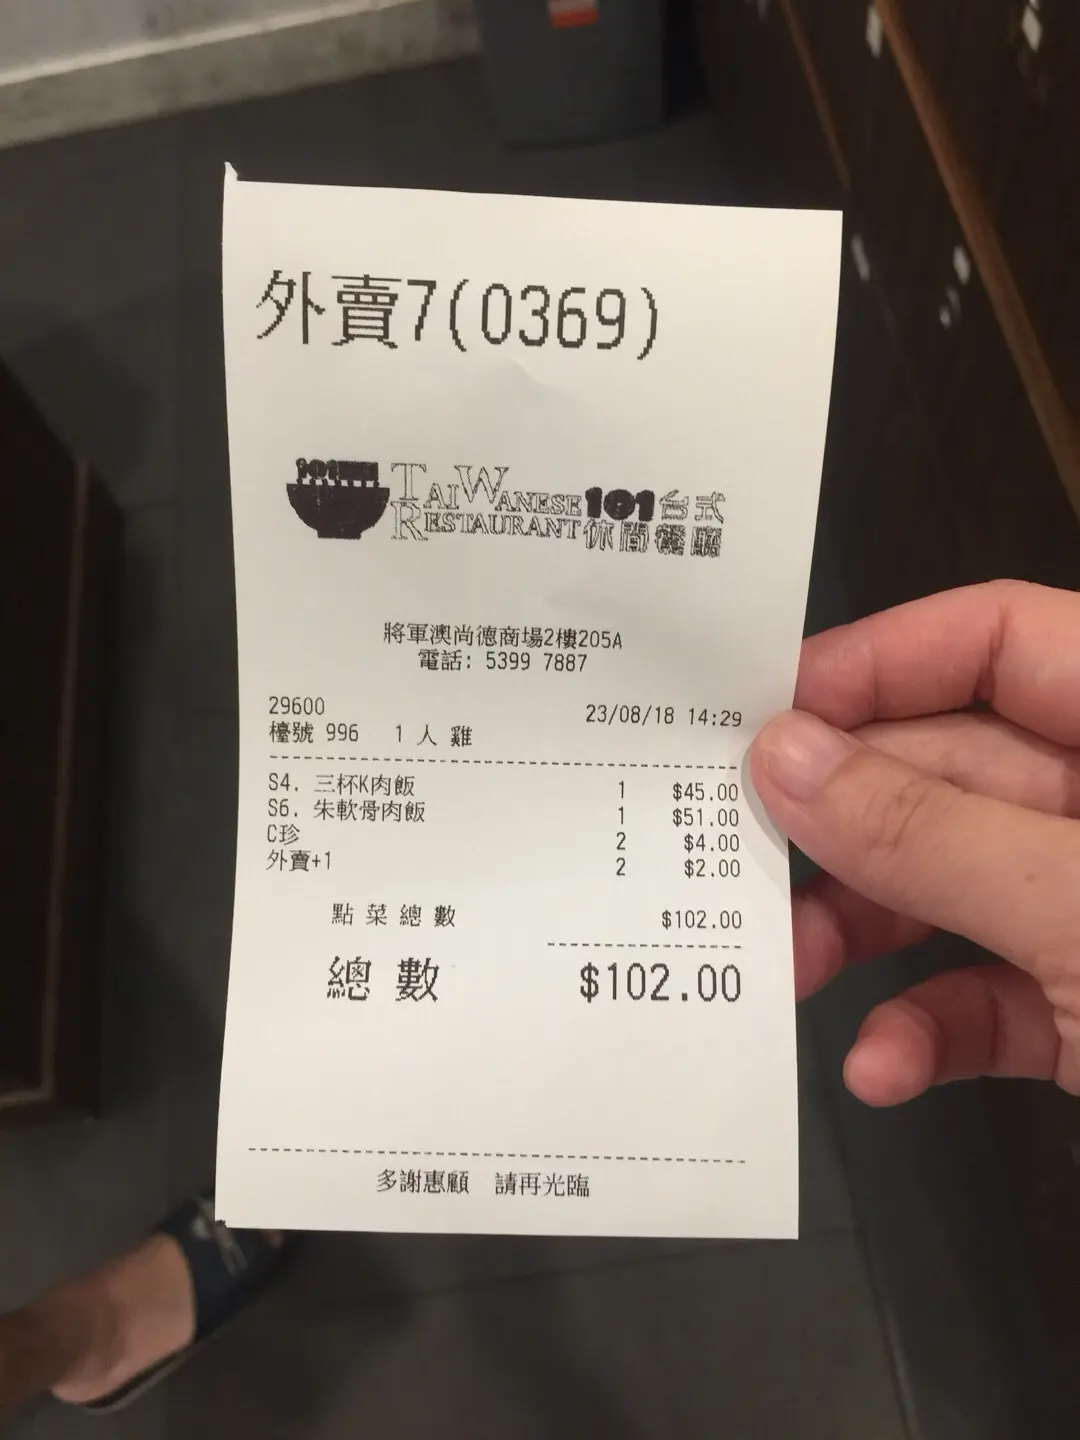 外賣7(0369)
101
TAIWANESE RESTAURANT 101台式休閒餐廳
將軍澳尚德商場2樓205A
電話: 5399 7887
29600 23/08/18 14:29
檯號 996 1 人 雞
S4. 三杯K肉飯 1 $45.00
S6. 朱軟骨肉飯 1 $51.00
C珍 2 $4.00
外賣+1 2 $2.00
點菜總數 $102.00
總數 $102.00
多謝惠顧 請再光臨